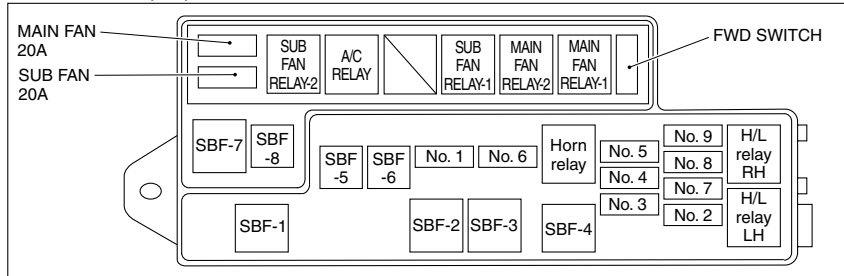 MAIN FAN
20A
SUB FAN
20A
SUB
FAN
RELAY-2
A/C
RELAY
SUB
FAN
RELAY-1
MAIN
FAN
RELAY-2
MAIN
FAN
RELAY-1
FWD SWITCH
SBF-7
SBF
-8
SBF
-5
SBF
-6
No. 1
No. 6
Horn
relay
No. 5
No. 4
No. 3
No. 9
No. 8
No. 7
No. 2
H/L
relay
RH
H/L
relay
LH
SBF-1
SBF-2
SBF-3
SBF-4